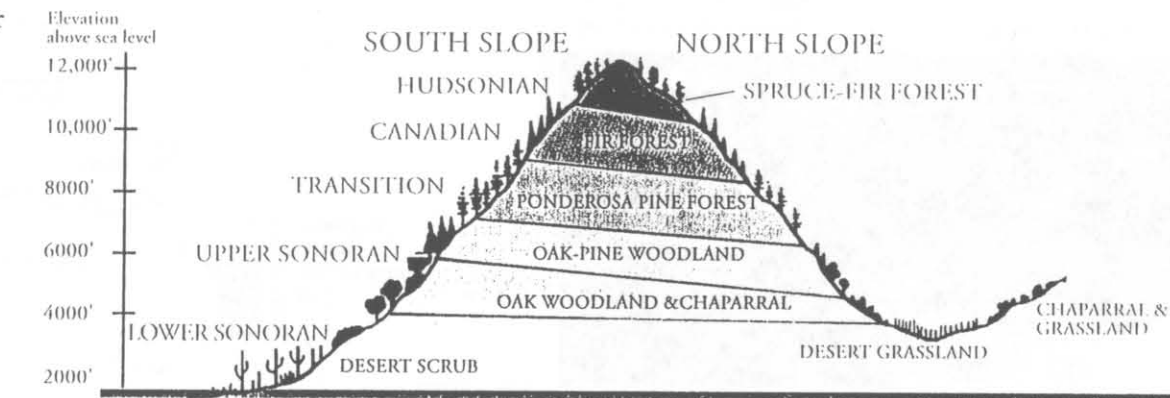 Elevation
above sea level
SOUTH SLOPE NORTH SLOPE
12,000'
HUDSONIAN
SPRUCE-FIR FOREST
10,000'
CANADIAN
FIR FOREST
8000'
TRANSITION
PONDEROSA PINE FOREST
6000'
UPPER SONORAN
OAK-PINE WOODLAND
OAK WOODLAND &CHAPARRAL
4000'
CHAPARRAL &
GRASSLAND
LOWER SONORAN
DESERT GRASSLAND
DESERT SCRUB
2000'